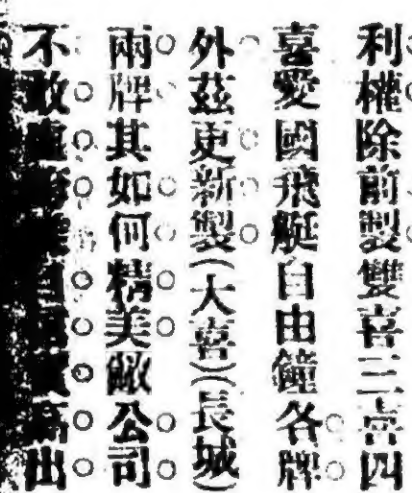 利權除前製雙喜三喜四
喜愛國飛艇自由鐘各牌
外茲更新製(大喜)(長城)
兩牌其如何精美敝公司
不敢出